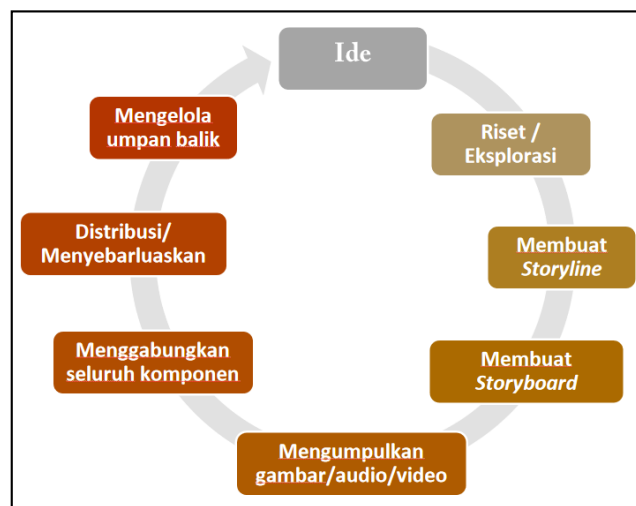 Ide
Riset /
Eksplorasi
Membuat
Storyline
Membuat
Storyboard
Mengumpulkan
gambar/audio/video
Menggabungkan
seluruh komponen
Distribusi/
Menyebarluaskan
Mengelola
umpan balik